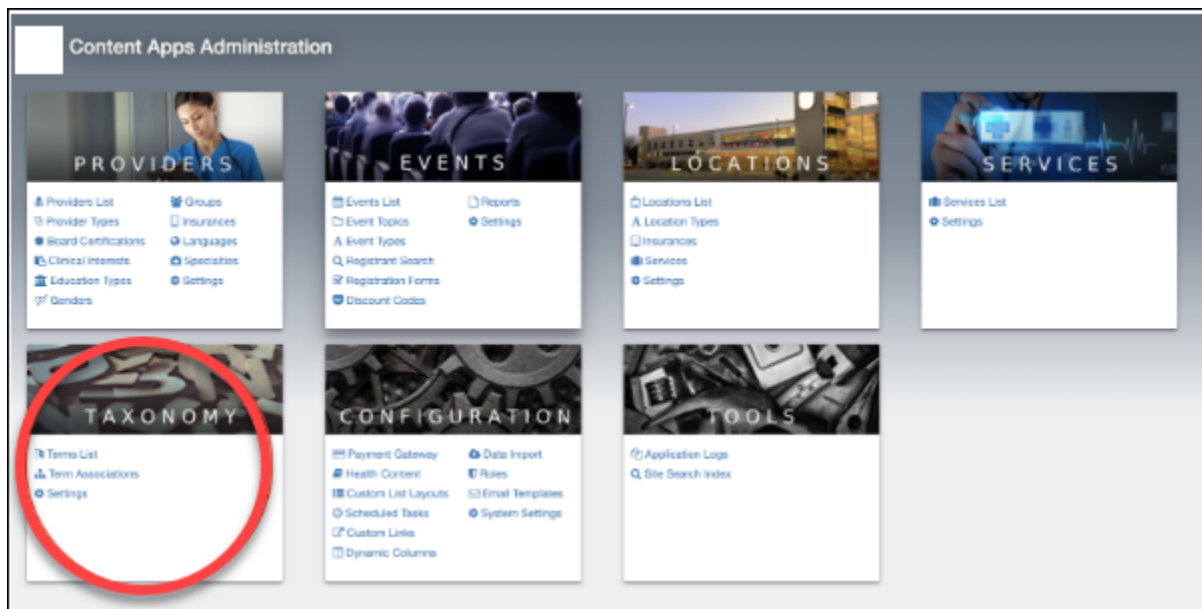 Content Apps Administration
PROVIDERS
Providers List
Groups
Provider Types
Insurances
Board Certifications
Languages
Clinical Interests
Specialties
Education Types
Settings
Genders
EVENTS
Events List
Reports
Event Topics
Settings
Event Types
Registrant Search
Registration Forms
Discount Codes
LOCATIONS
Locations List
Location Types
Insurances
Services
Settings
SERVICES
Services List
Settings
TAXONOMY
Terms List
Term Associations
Settings
CONFIGURATION
Payment Gateway
Data Import
Health Content
Roles
Custom List Layouts
Email Templates
Scheduled Tasks
System Settings
Custom Links
Dynamic Columns
TOOLS
Application Logs
Site Search Index